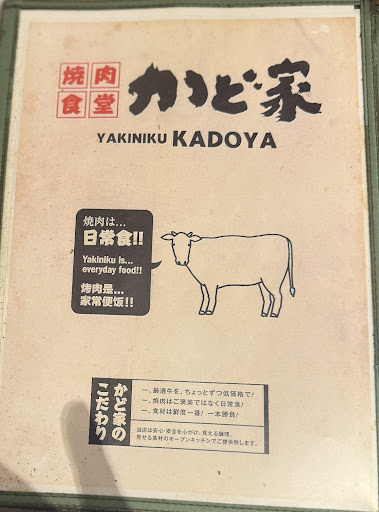 焼肉
食堂
かど家
YAKINIKU KADOYA
焼肉は…
日常食!!
Yakiniku is...
everyday food!!
烤肉是…
家常便饭!!
かど家の
こだわり
一、厳選牛を、ちょっとずつ低価格で!
一、焼肉はご褒美ではなく日常食!
一、食材は鮮度一番! 一本勝負!
当店は安心・安全を心がけ、見える調理、
見せる食材のオープンキッチンでご提供致します。